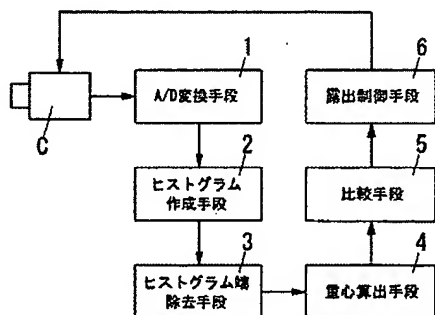 1
6
A/D変換手段
露出制御手段
C
2
5
ヒストグラム
作成手段
比較手段
3
4
ヒストグラム端
除去手段
重心算出手段